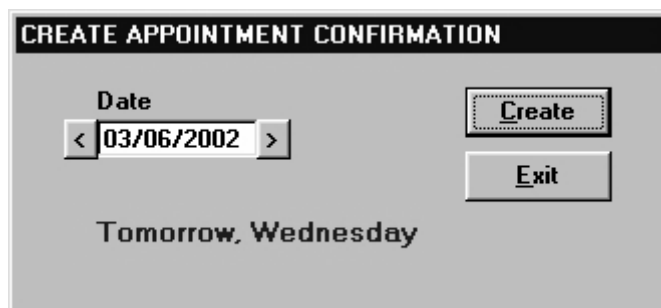 CREATE APPOINTMENT CONFIRMATION
Date
< 03/06/2002 >
Create
Exit
Tomorrow, Wednesday